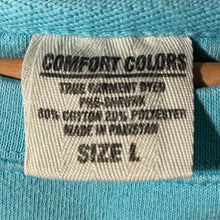 COMFORT COLORS
TRUE GARMENT DYED
PRE-SHRUNK
80% COTTON 20% POLYESTER
MADE IN PAKISTAN
SIZE L